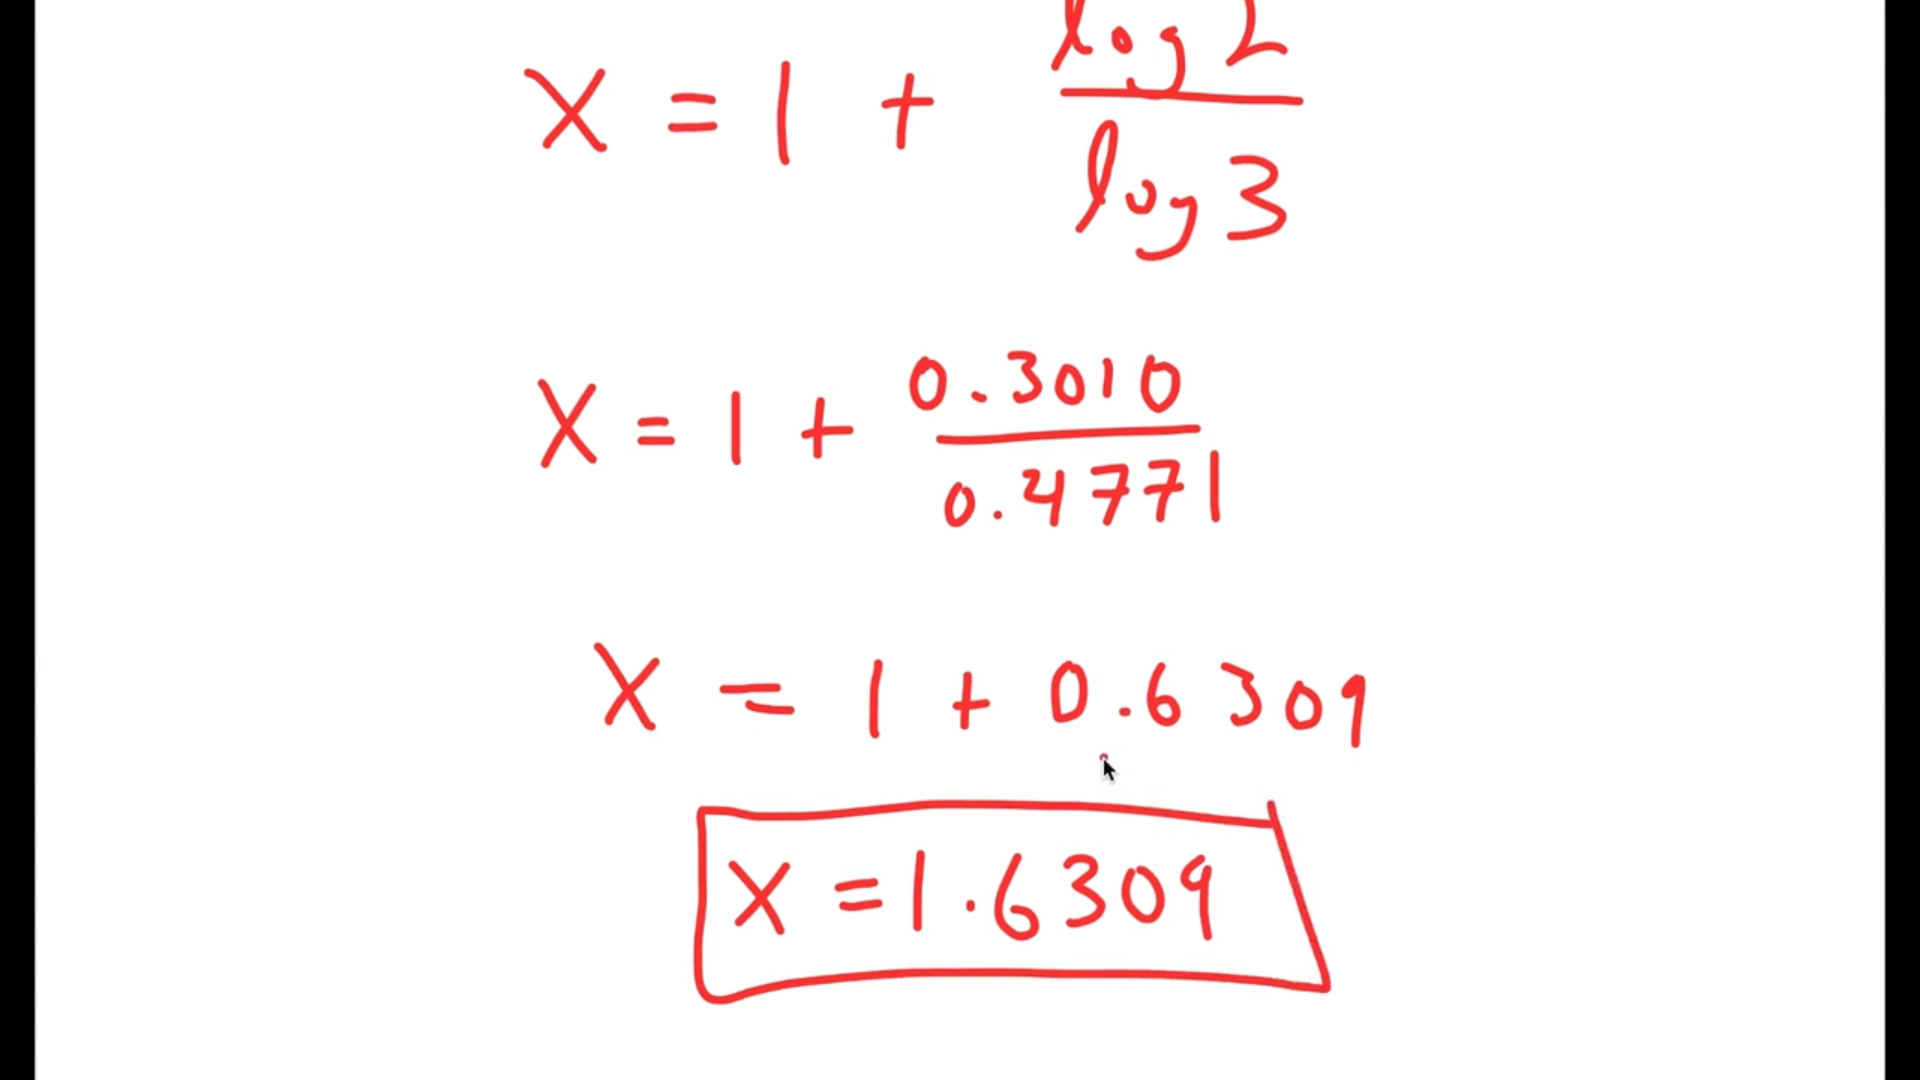 X = 1 + log 2 / log 3
X = 1 + 0.3010 / 0.4771
X = 1 + 0.6309
X = 1.6309